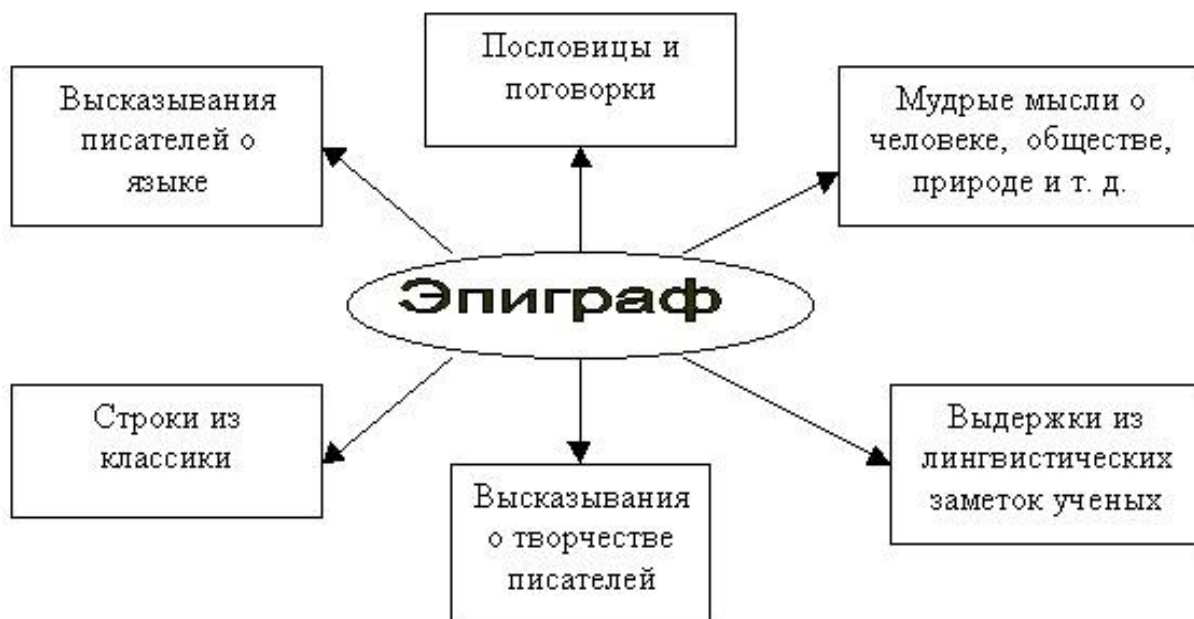 Пословицы и
поговорки
Высказывания
писателей о
языке
Мудрые мысли о
человеке, обществе,
природе и т. д.
Эпиграф
Строки из
классики
Выдержки из
лингвистических
заметок ученых
Высказывания
о творчестве
писателей